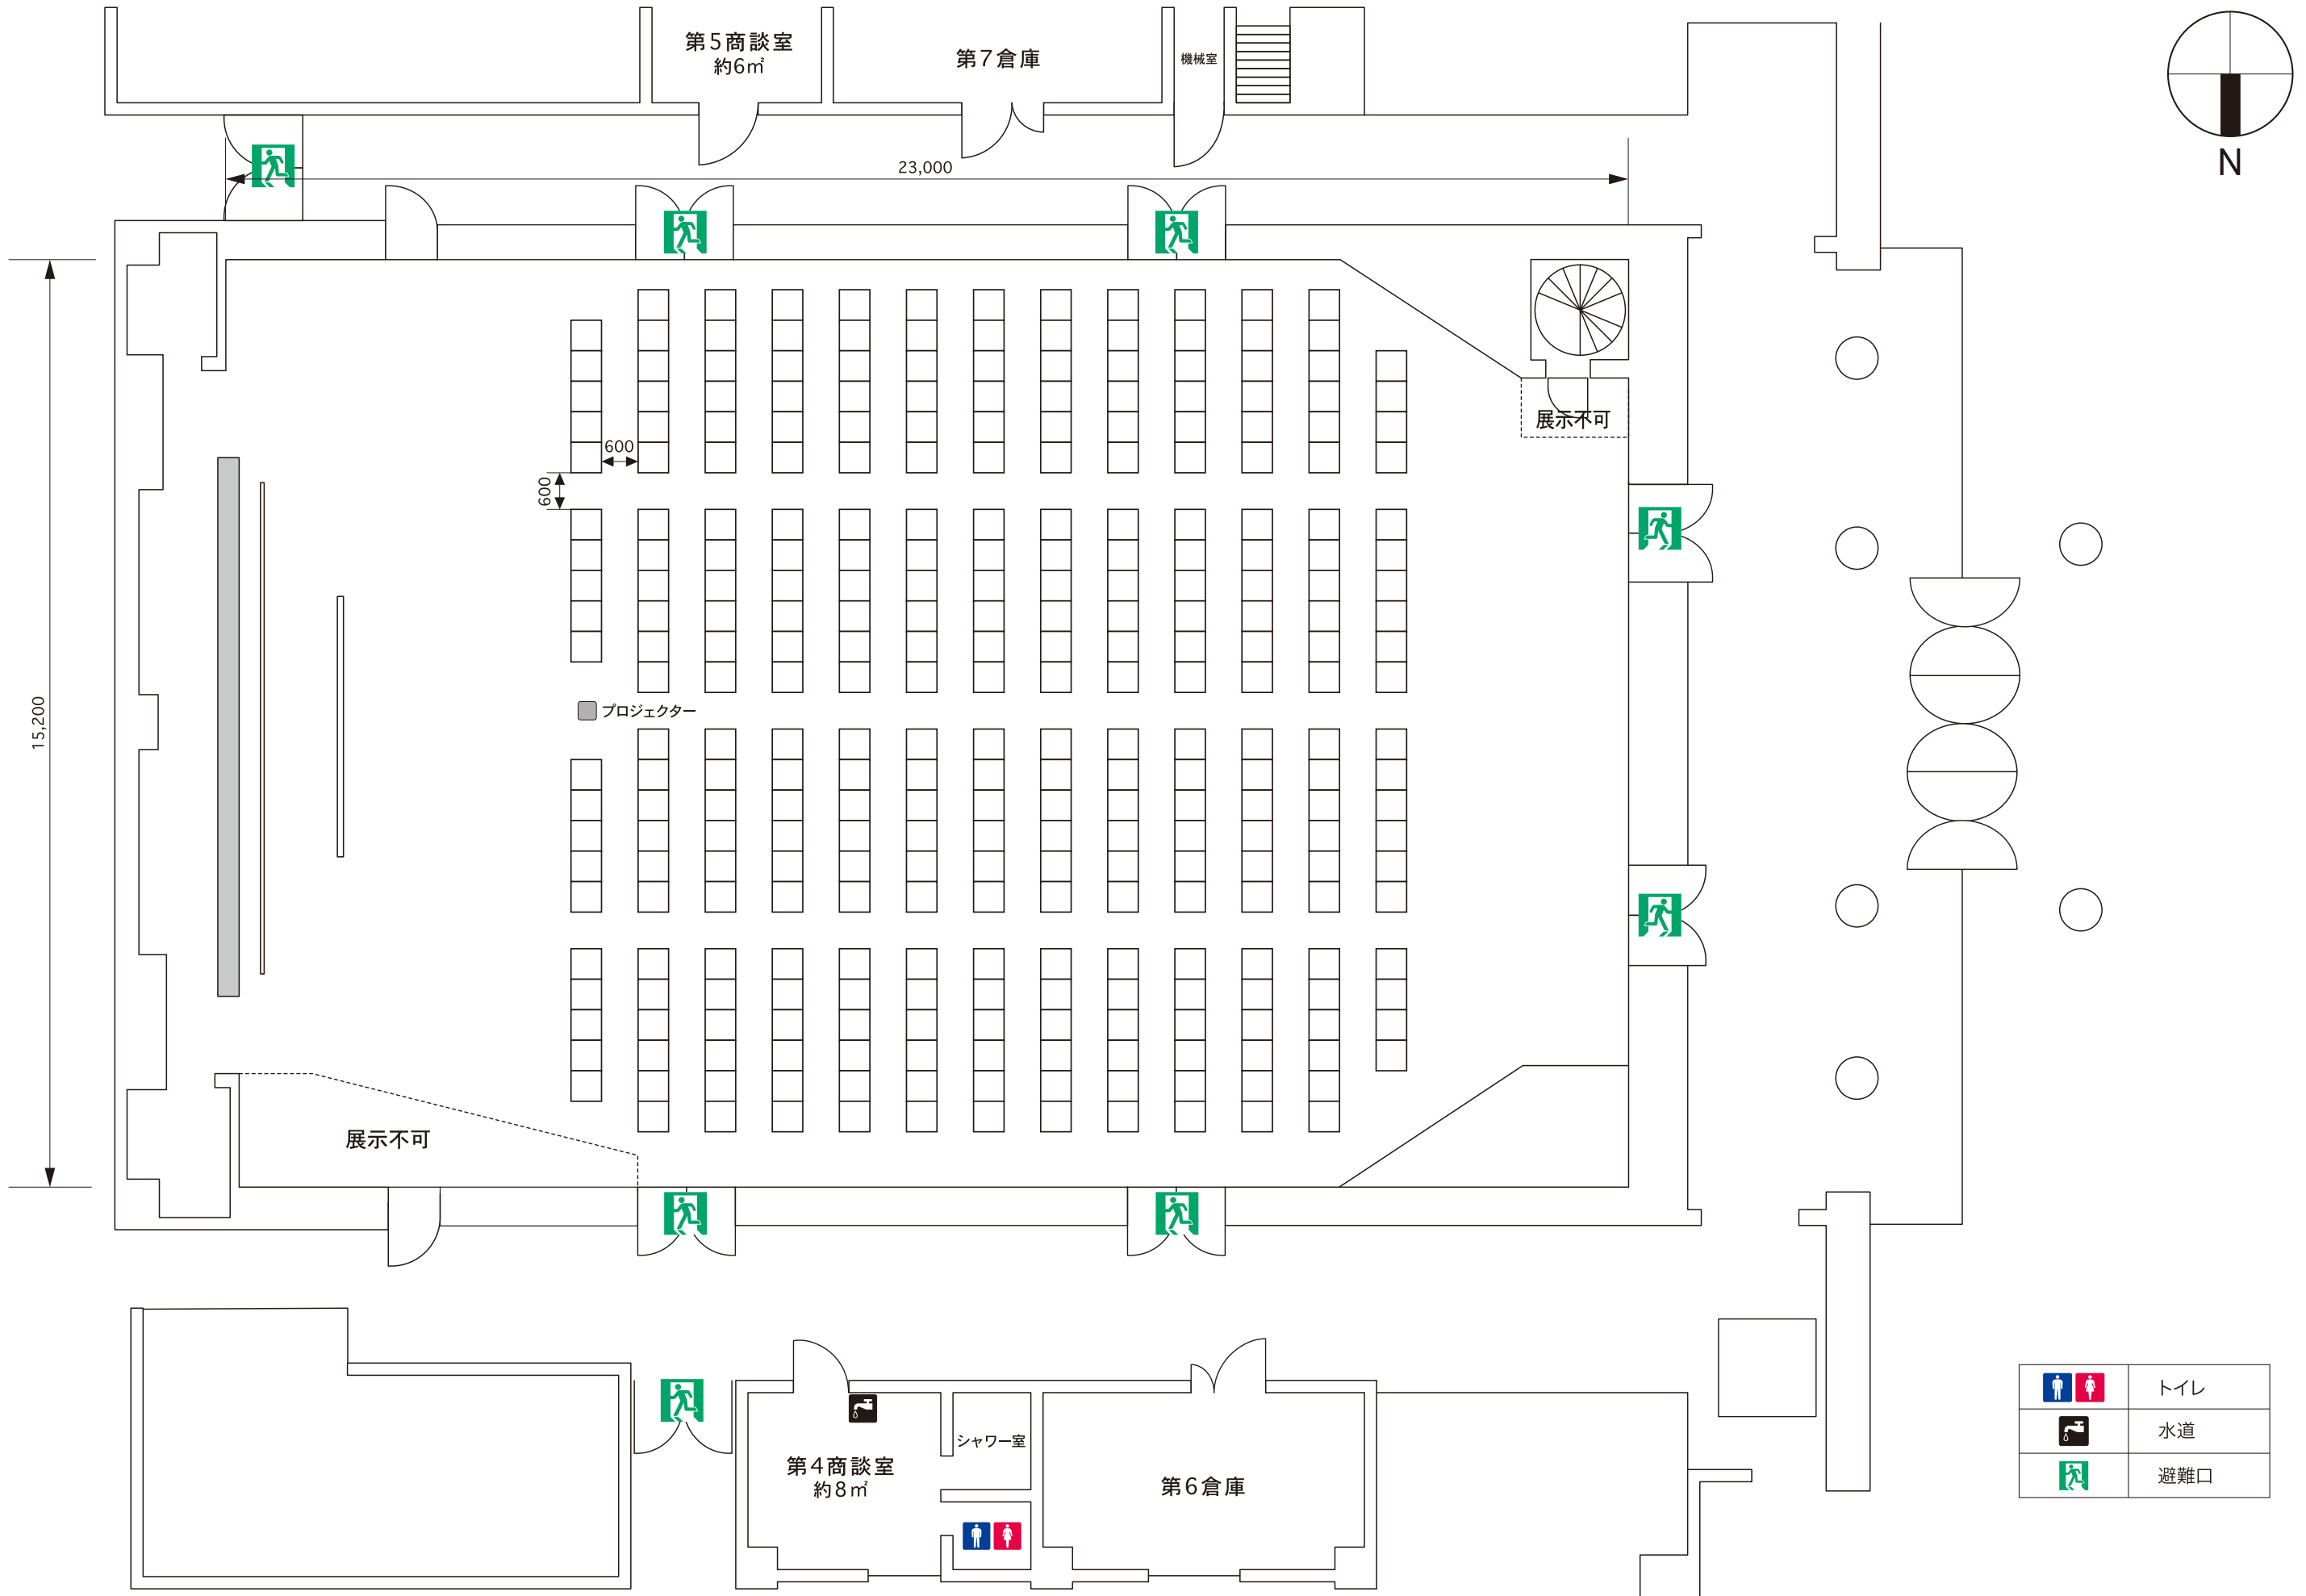 第5商談室
約6㎡
第7倉庫
機械室
N
23,000
展示不可
600
600
15,200
プロジェクター
展示不可
第4商談室
約8㎡
シャワー室
第6倉庫
トイレ
水道
避難口